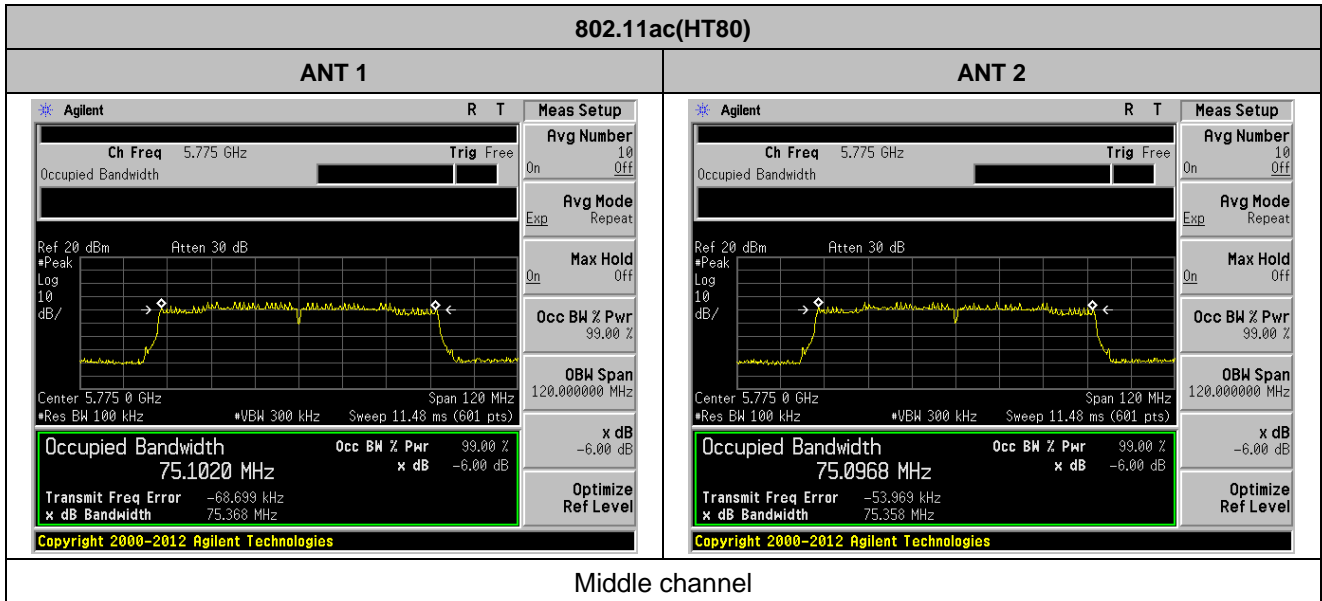 802.11ac(HT80)
ANT 1
ANT 2
Agilent R T
Ch Freq 5.775 GHz Trig Free
Occupied Bandwidth
Ref 20 dBm Atten 30 dB
#Peak
Log
10
dB/
Center 5.775 0 GHz Span 120 MHz
#Res BW 100 kHz #VBW 300 kHz Sweep 11.48 ms (601 pts)
Occupied Bandwidth Occ BW % Pwr 99.00 %
75.1020 MHz x dB -6.00 dB
Transmit Freq Error -68.699 kHz
x dB Bandwidth 75.368 MHz
Copyright 2000-2012 Agilent Technologies
Meas Setup
Avg Number
10
On Off
Avg Mode
Exp Repeat
Max Hold
On Off
Occ BW % Pwr
99.00 %
OBW Span
120.000000 MHz
x dB
-6.00 dB
Optimize
Ref Level
Agilent R T
Ch Freq 5.775 GHz Trig Free
Occupied Bandwidth
Ref 20 dBm Atten 30 dB
#Peak
Log
10
dB/
Center 5.775 0 GHz Span 120 MHz
#Res BW 100 kHz #VBW 300 kHz Sweep 11.48 ms (601 pts)
Occupied Bandwidth Occ BW % Pwr 99.00 %
75.0968 MHz x dB -6.00 dB
Transmit Freq Error -53.969 kHz
x dB Bandwidth 75.358 MHz
Copyright 2000-2012 Agilent Technologies
Meas Setup
Avg Number
10
On Off
Avg Mode
Exp Repeat
Max Hold
On Off
Occ BW % Pwr
99.00 %
OBW Span
120.000000 MHz
x dB
-6.00 dB
Optimize
Ref Level
Middle channel